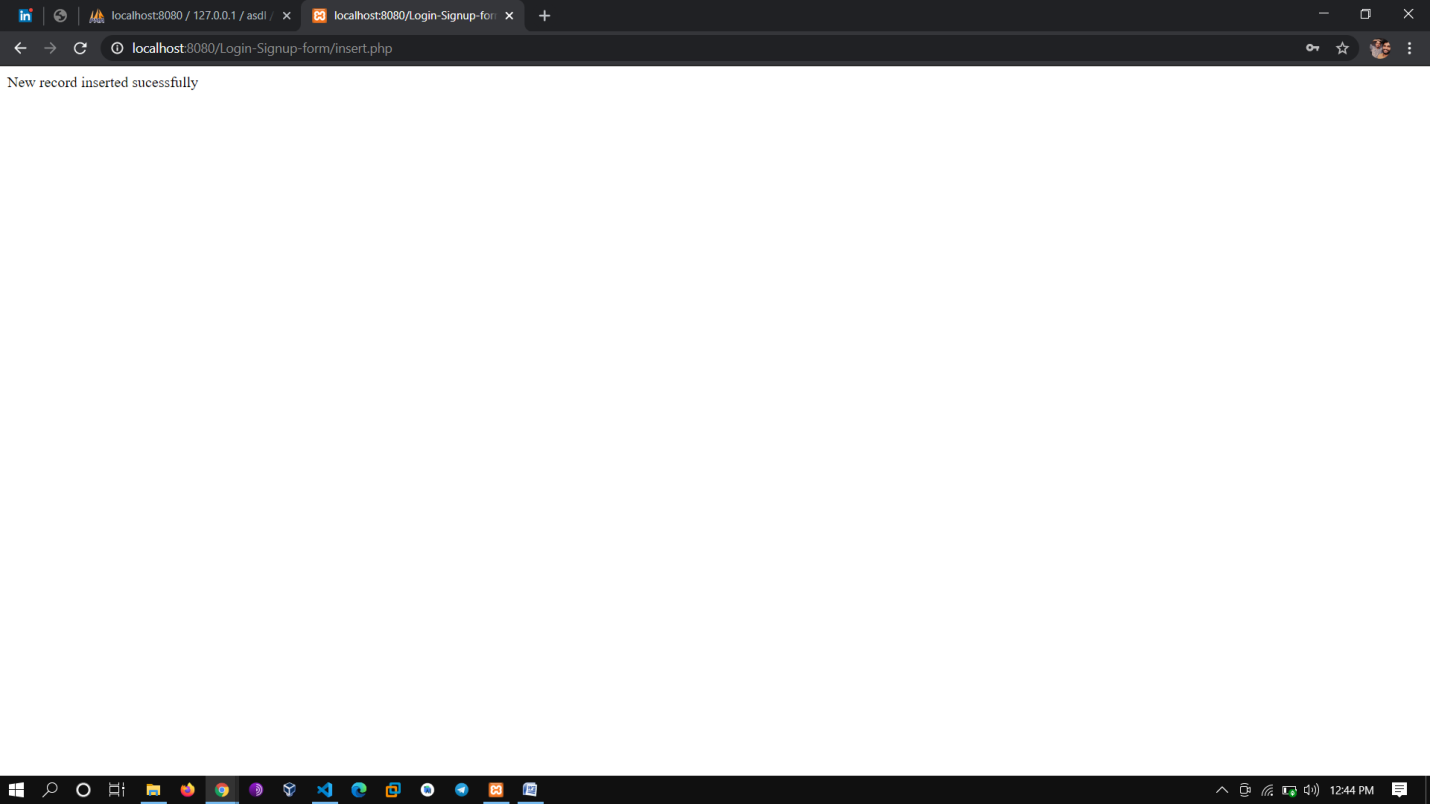 in
localhost:8080 / 127.0.0.1 / asdl /
localhost:8080/Login-Signup-for
localhost:8080/Login-Signup-form/insert.php
New record inserted sucessfully
12:44 PM